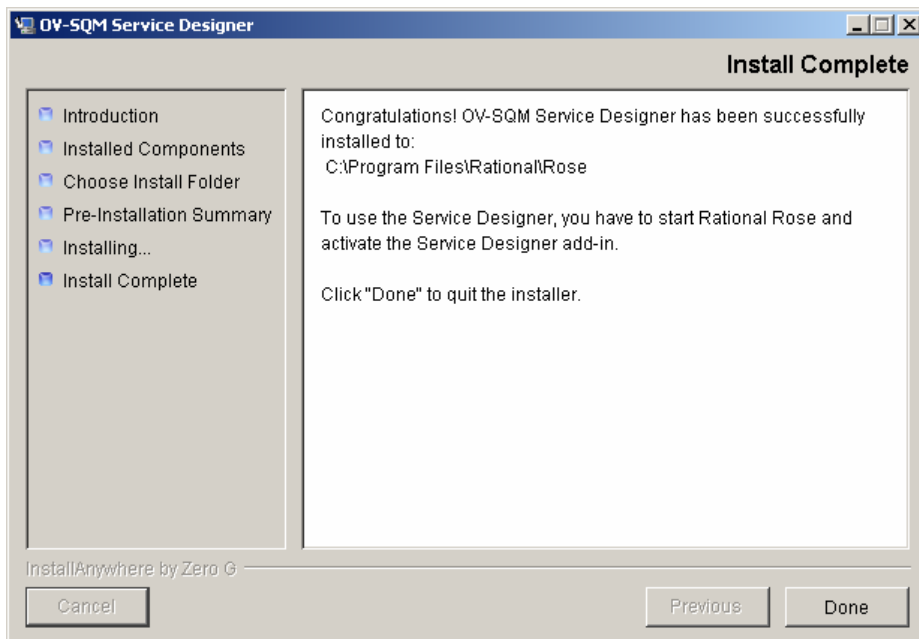 OV-SQM Service Designer
Install Complete
Introduction
Installed Components
Choose Install Folder
Pre-Installation Summary
Installing...
Install Complete
Congratulations! OV-SQM Service Designer has been successfully
installed to:
C:\Program Files\Rational\Rose
To use the Service Designer, you have to start Rational Rose and
activate the Service Designer add-in.
Click "Done" to quit the installer.
InstallAnywhere by Zero G
Cancel
Previous
Done